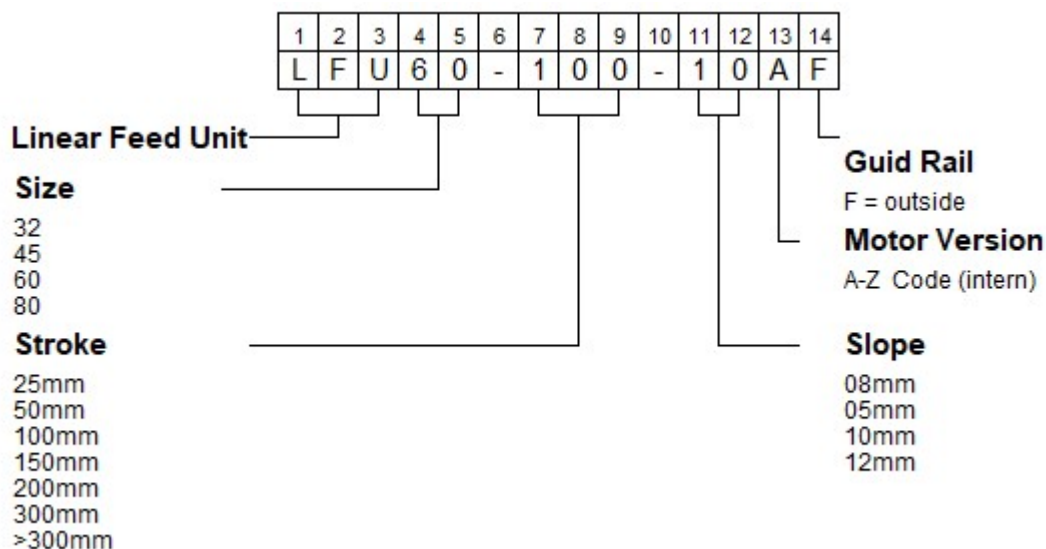 1 2 3 4 5 6 7 8 9 10 11 12 13 14
L F U 6 0 - 1 0 0 - 1 0 A F
Linear Feed Unit
Size
32
45
60
80
Stroke
25mm
50mm
100mm
150mm
200mm
300mm
>300mm
Guid Rail
F = outside
Motor Version
A-Z Code (intern)
Slope
08mm
05mm
10mm
12mm